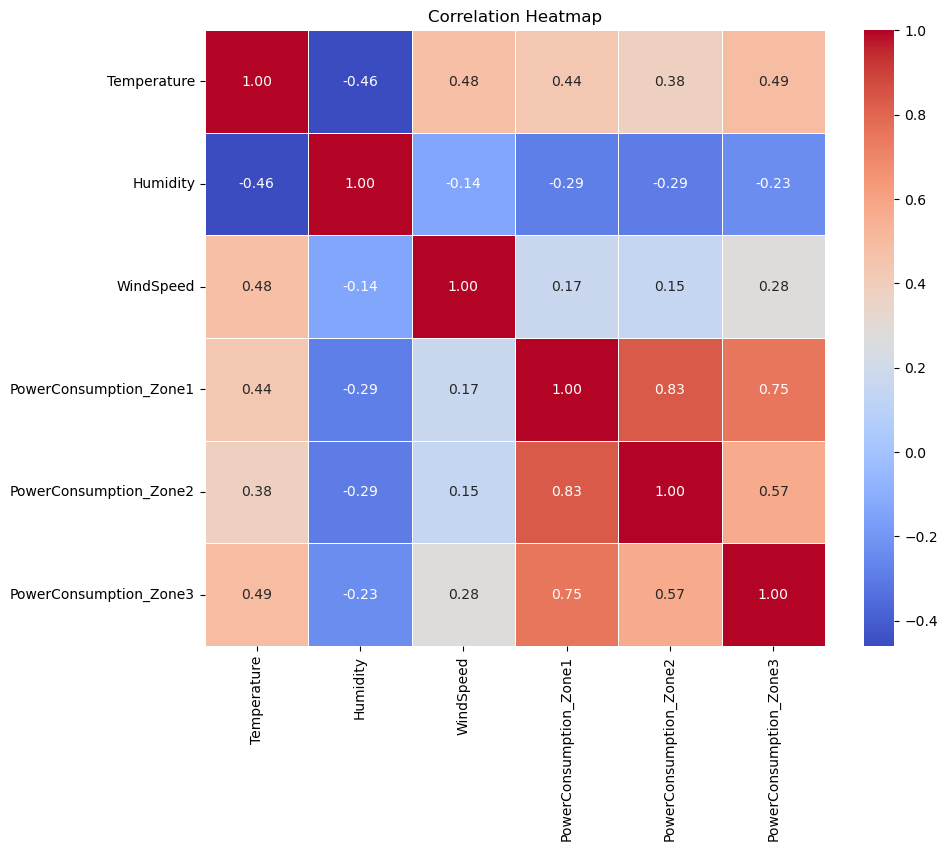 Correlation Heatmap
Temperature 1.00 -0.46 0.48 0.44 0.38 0.49
Humidity -0.46 1.00 -0.14 -0.29 -0.29 -0.23
WindSpeed 0.48 -0.14 1.00 0.17 0.15 0.28
PowerConsumption_Zone1 0.44 -0.29 0.17 1.00 0.83 0.75
PowerConsumption_Zone2 0.38 -0.29 0.15 0.83 1.00 0.57
PowerConsumption_Zone3 0.49 -0.23 0.28 0.75 0.57 1.00
Temperature
Humidity
WindSpeed
PowerConsumption_Zone1
PowerConsumption_Zone2
PowerConsumption_Zone3
1.0
0.8
0.6
0.4
0.2
0.0
−0.2
−0.4